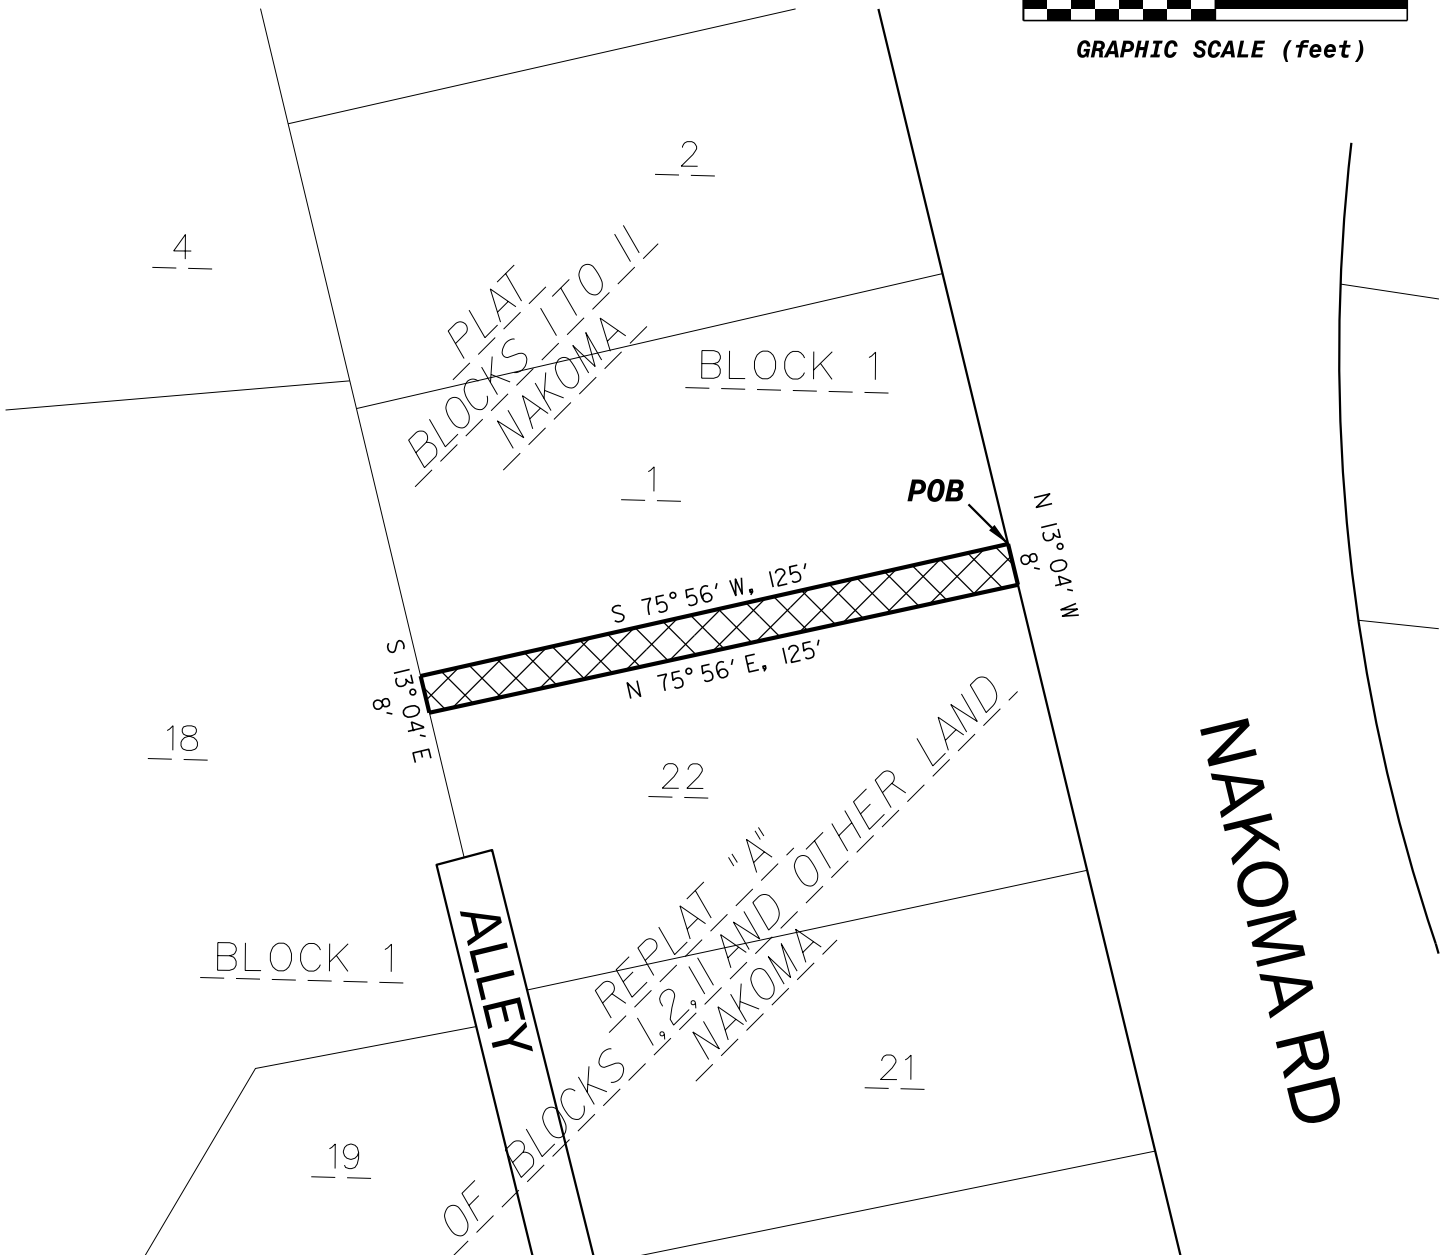 GRAPHIC SCALE (feet)
2
4
PLAT
BLOCKS 1 TO 11
NAKOMA
BLOCK 1
1
POB
N 13°04' W
8'
S 75°56' W, 125'
N 75°56' E, 125'
S 13°04' E
8'
18
22
NAKOMA RD
REPLAT "A"
OF BLOCKS 1,2,11 AND OTHER LAND
NAKOMA
ALLEY
BLOCK 1
21
19